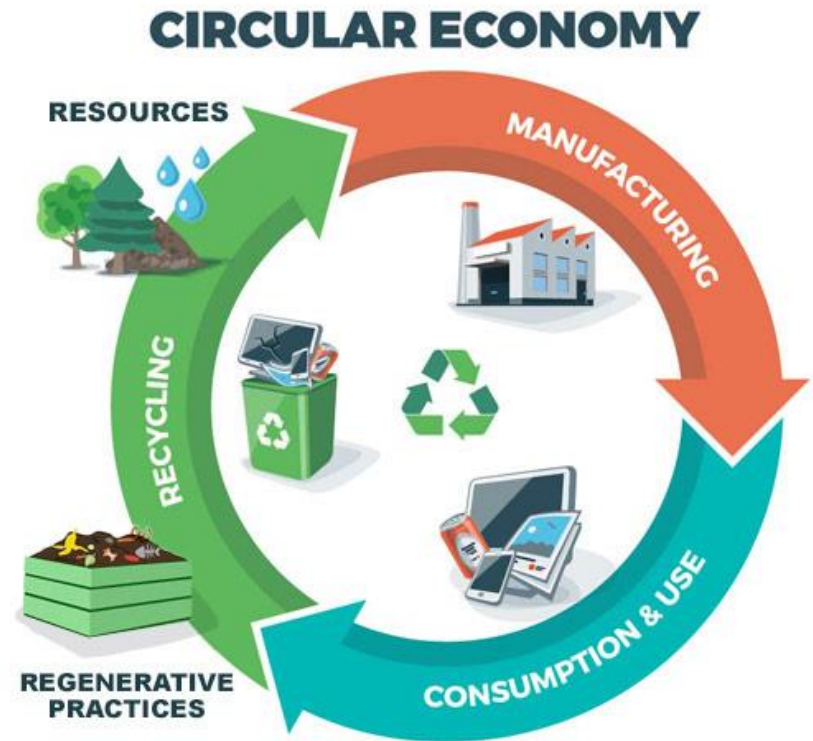 CIRCULAR ECONOMY
RESOURCES
MANUFACTURING
RECYCLING
CONSUMPTION & USE
REGENERATIVE
PRACTICES